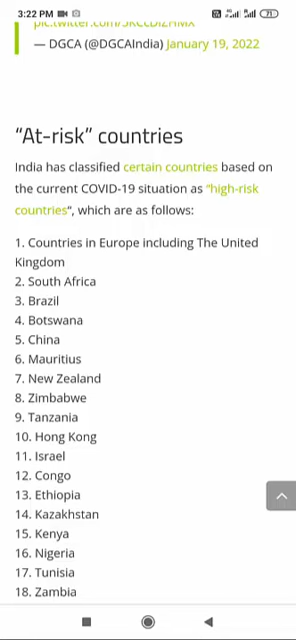 3:22 PM
71
— DGCA (@DGCAIndia) January 19, 2022
“At-risk” countries
India has classified certain countries based on
the current COVID-19 situation as “high-risk
countries“, which are as follows:
1. Countries in Europe including The United
Kingdom
2. South Africa
3. Brazil
4. Botswana
5. China
6. Mauritius
7. New Zealand
8. Zimbabwe
9. Tanzania
10. Hong Kong
11. Israel
12. Congo
13. Ethiopia
14. Kazakhstan
15. Kenya
16. Nigeria
17. Tunisia
18. Zambia